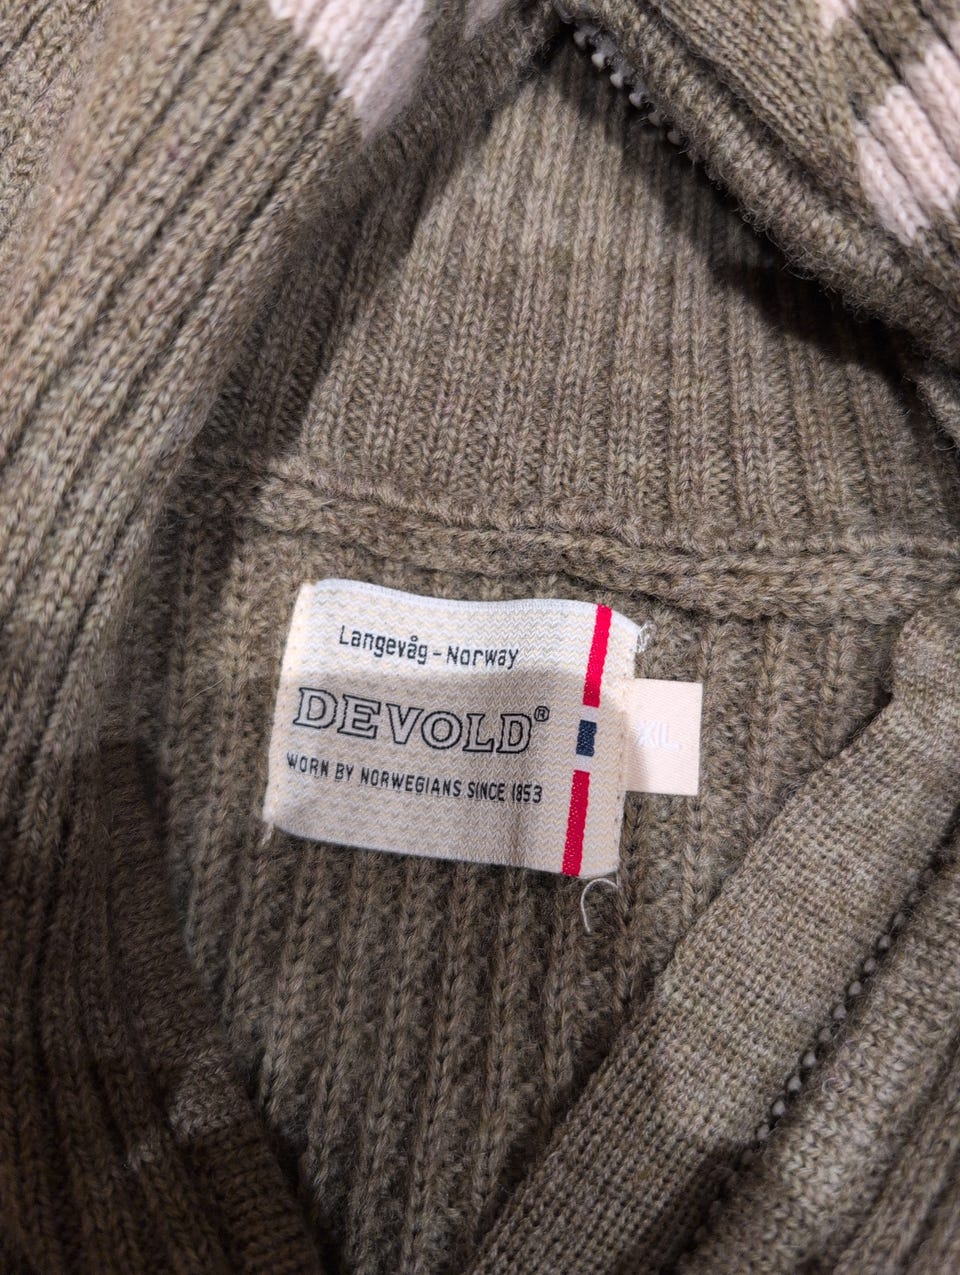 Langevåg - Norway
DEVOLD®
WORN BY NORWEGIANS SINCE 1853
XL